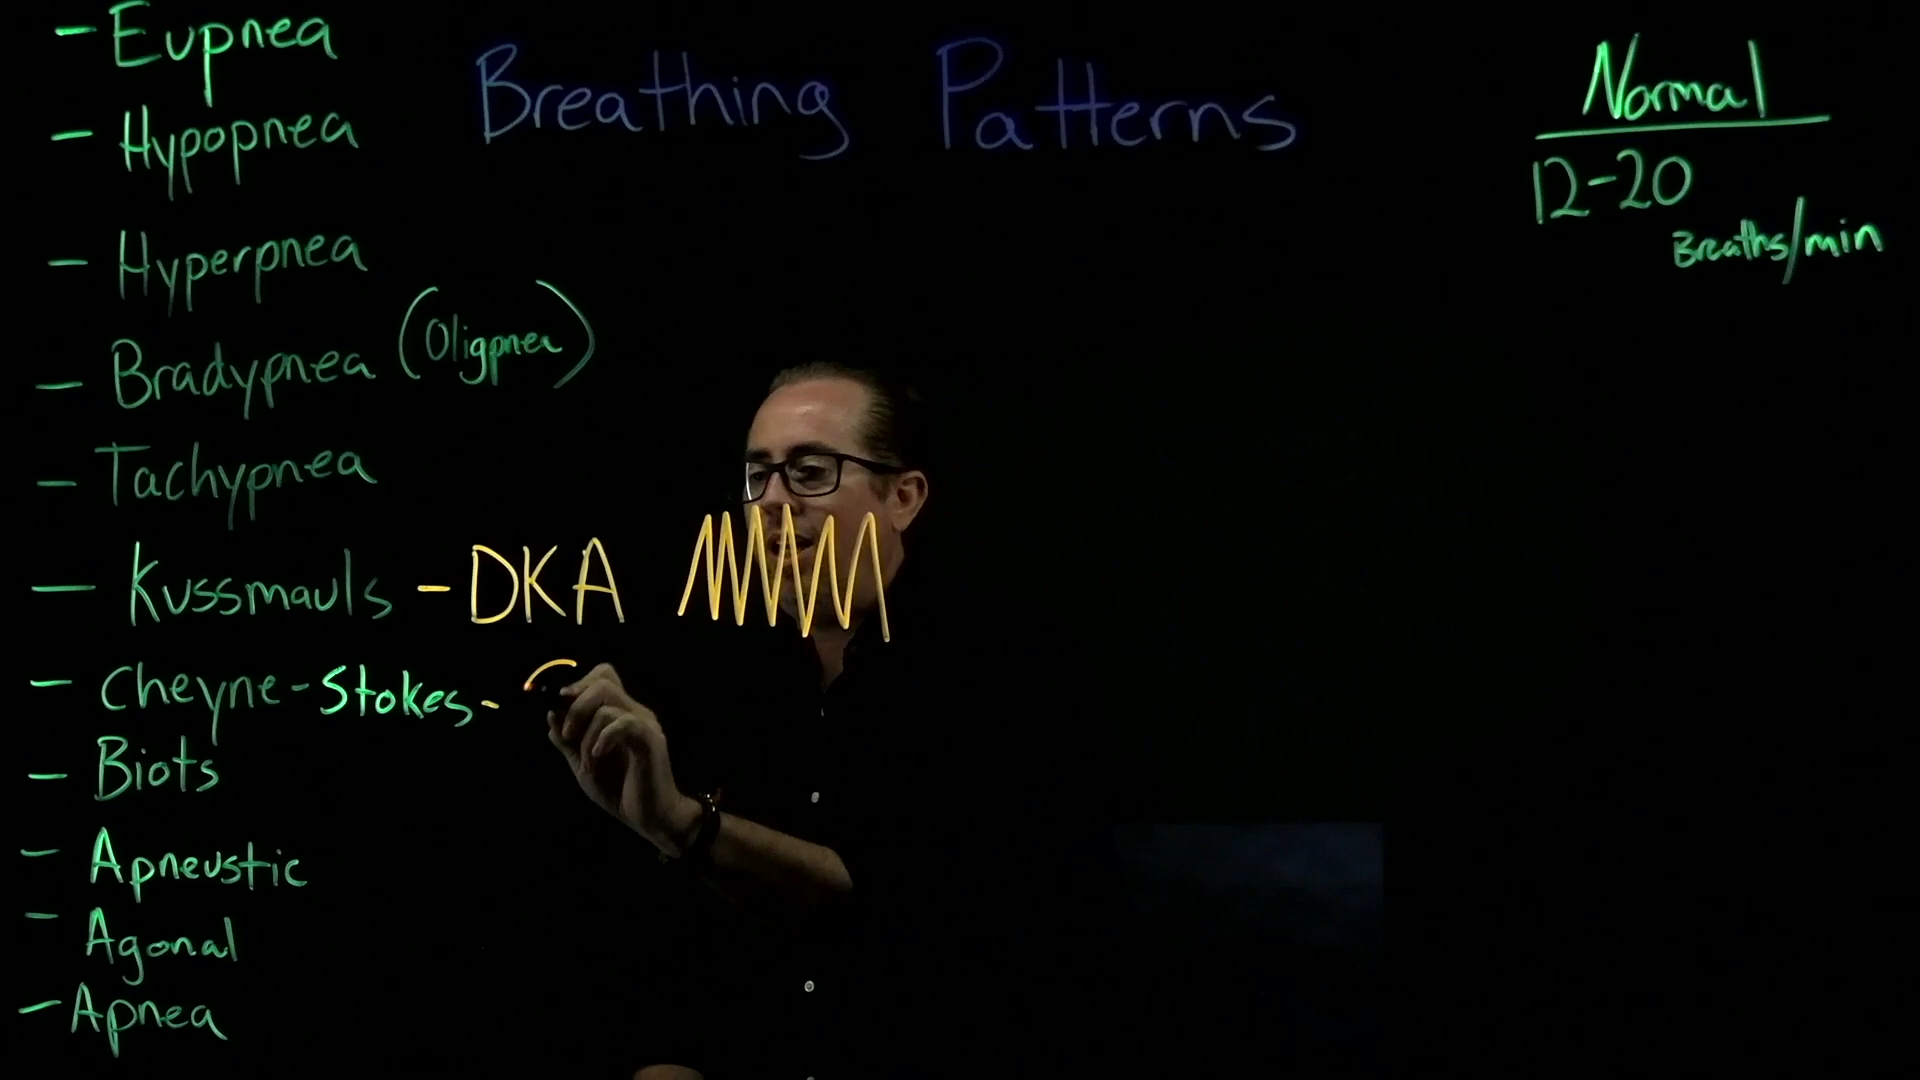 Breathing Patterns
Normal
12-20
Breaths/min
- Eupnea
- Hypopnea
- Hyperpnea
- Bradypnea (Oligpnea)
- Tachypnea
- Kussmauls - DKA
- Cheyne-Stokes -
- Biots
- Apneustic
- Agonal
- Apnea